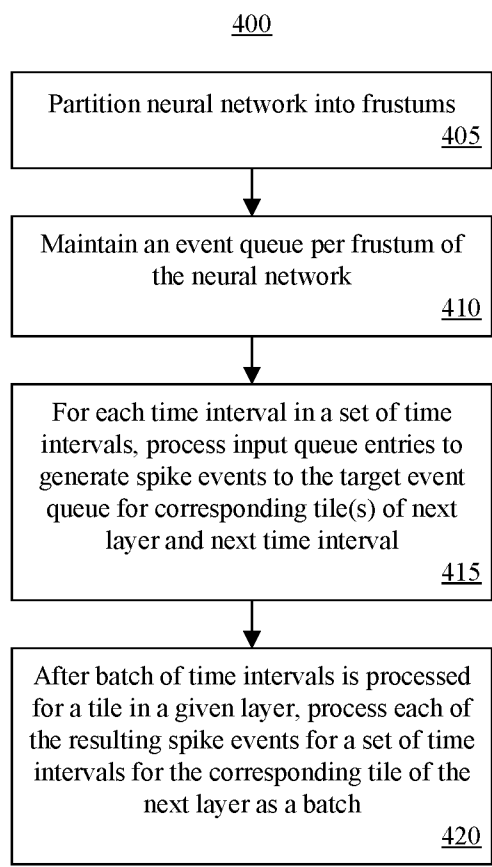 400
Partition neural network into frustums
405
Maintain an event queue per frustum of
the neural network
410
For each time interval in a set of time
intervals, process input queue entries to
generate spike events to the target event
queue for corresponding tile(s) of next
layer and next time interval
415
After batch of time intervals is processed
for a tile in a given layer, process each of
the resulting spike events for a set of time
intervals for the corresponding tile of the
next layer as a batch
420